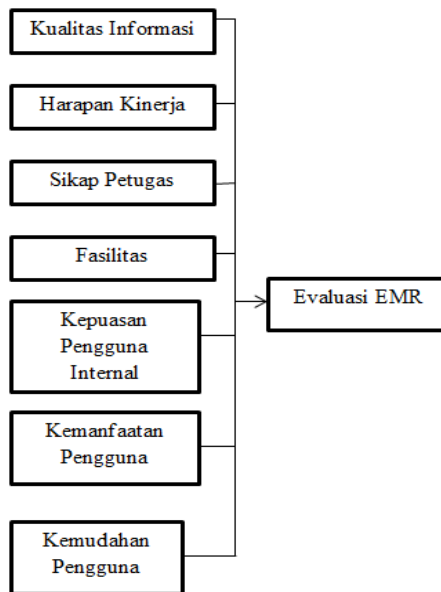 Kualitas Informasi
Harapan Kinerja
Sikap Petugas
Fasilitas
Kepuasan
Pengguna
Internal
Kemanfaatan
Pengguna
Kemudahan
Pengguna
Evaluasi EMR